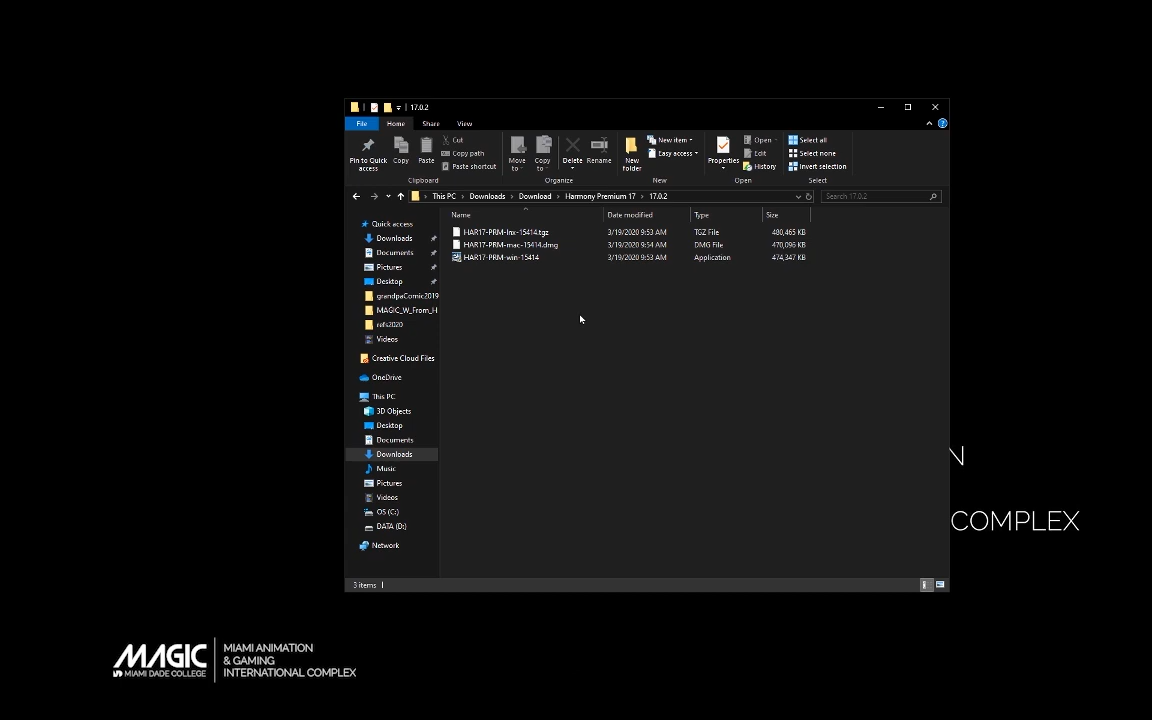 17.0.2
File Home Share View
Pin to Quick access
Copy
Paste
Cut
Copy path
Paste shortcut
Clipboard
Move to
Copy to
Delete
Rename
Organize
New folder
New item
Easy access
New
Properties
Open
Edit
History
Open
Select all
Select none
Invert selection
Select
This PC > Downloads > Download > Harmony Premium 17 > 17.0.2
Search 17.0.2
Name Date modified Type Size
HAR17-PRM-lnx-15414.tgz 3/19/2020 9:53 AM TGZ File 480,465 KB
HAR17-PRM-mac-15414.dmg 3/19/2020 9:54 AM DMG File 470,096 KB
HAR17-PRM-win-15414 3/19/2020 9:53 AM Application 474,347 KB
Quick access
Downloads
Documents
Pictures
Desktop
grandpaComic2019
MAGIC_W_From_H
refs2020
Videos
Creative Cloud Files
OneDrive
This PC
3D Objects
Desktop
Documents
Downloads
Music
Pictures
Videos
OS (C:)
DATA (D:)
Network
3 items
N
COMPLEX
MAGIC
MIAMI DADE COLLEGE
MIAMI ANIMATION
& GAMING
INTERNATIONAL COMPLEX